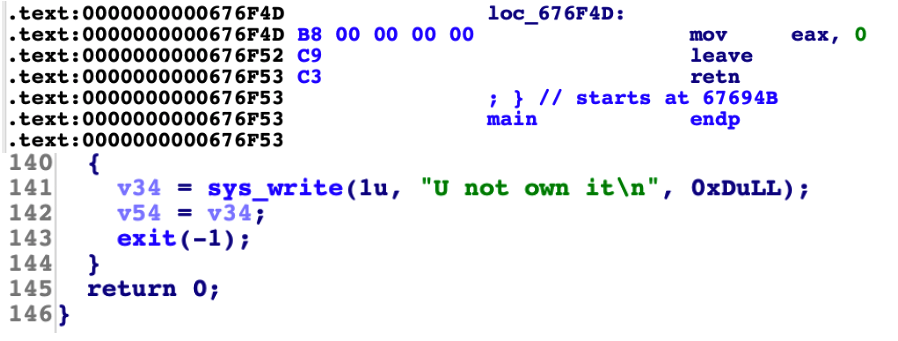 .text:0000000000676F4D loc_676F4D:
.text:0000000000676F4D B8 00 00 00 00 mov eax, 0
.text:0000000000676F52 C9 leave
.text:0000000000676F53 C3 retn
.text:0000000000676F53 ; } // starts at 67694B
.text:0000000000676F53 main endp
.text:0000000000676F53
140 {
141 v34 = sys_write(1u, "U not own it\n", 0xDuLL);
142 v54 = v34;
143 exit(-1);
144 }
145 return 0;
146 }